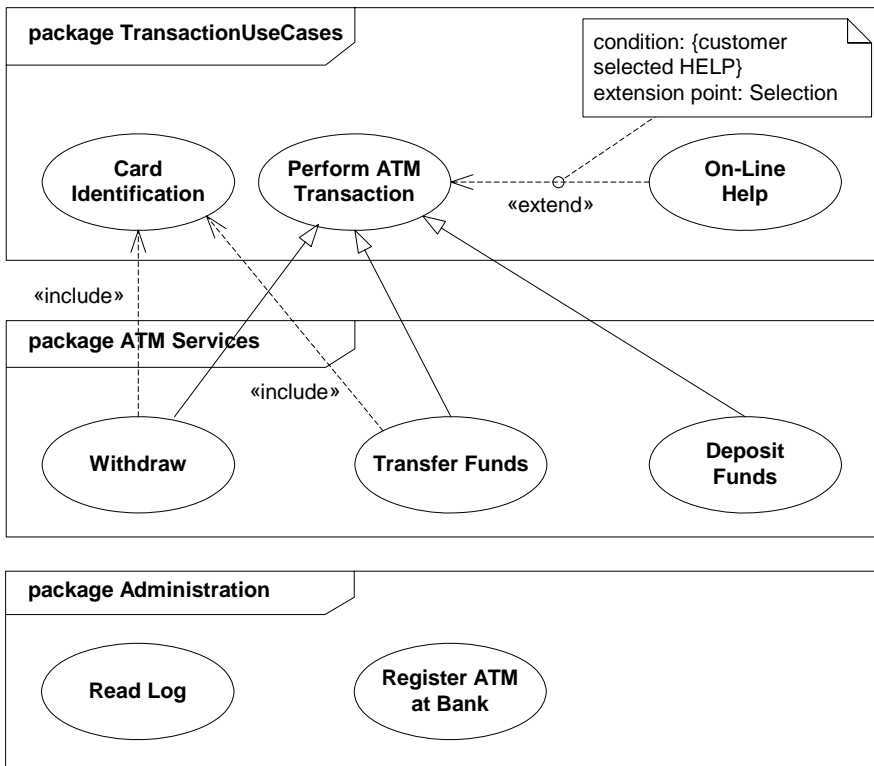 package TransactionUseCases
condition: {customer
selected HELP}
extension point: Selection
Card
Identification
Perform ATM
Transaction
On-Line
Help
«extend»
«include»
package ATM Services
«include»
Withdraw
Transfer Funds
Deposit
Funds
package Administration
Read Log
Register ATM
at Bank